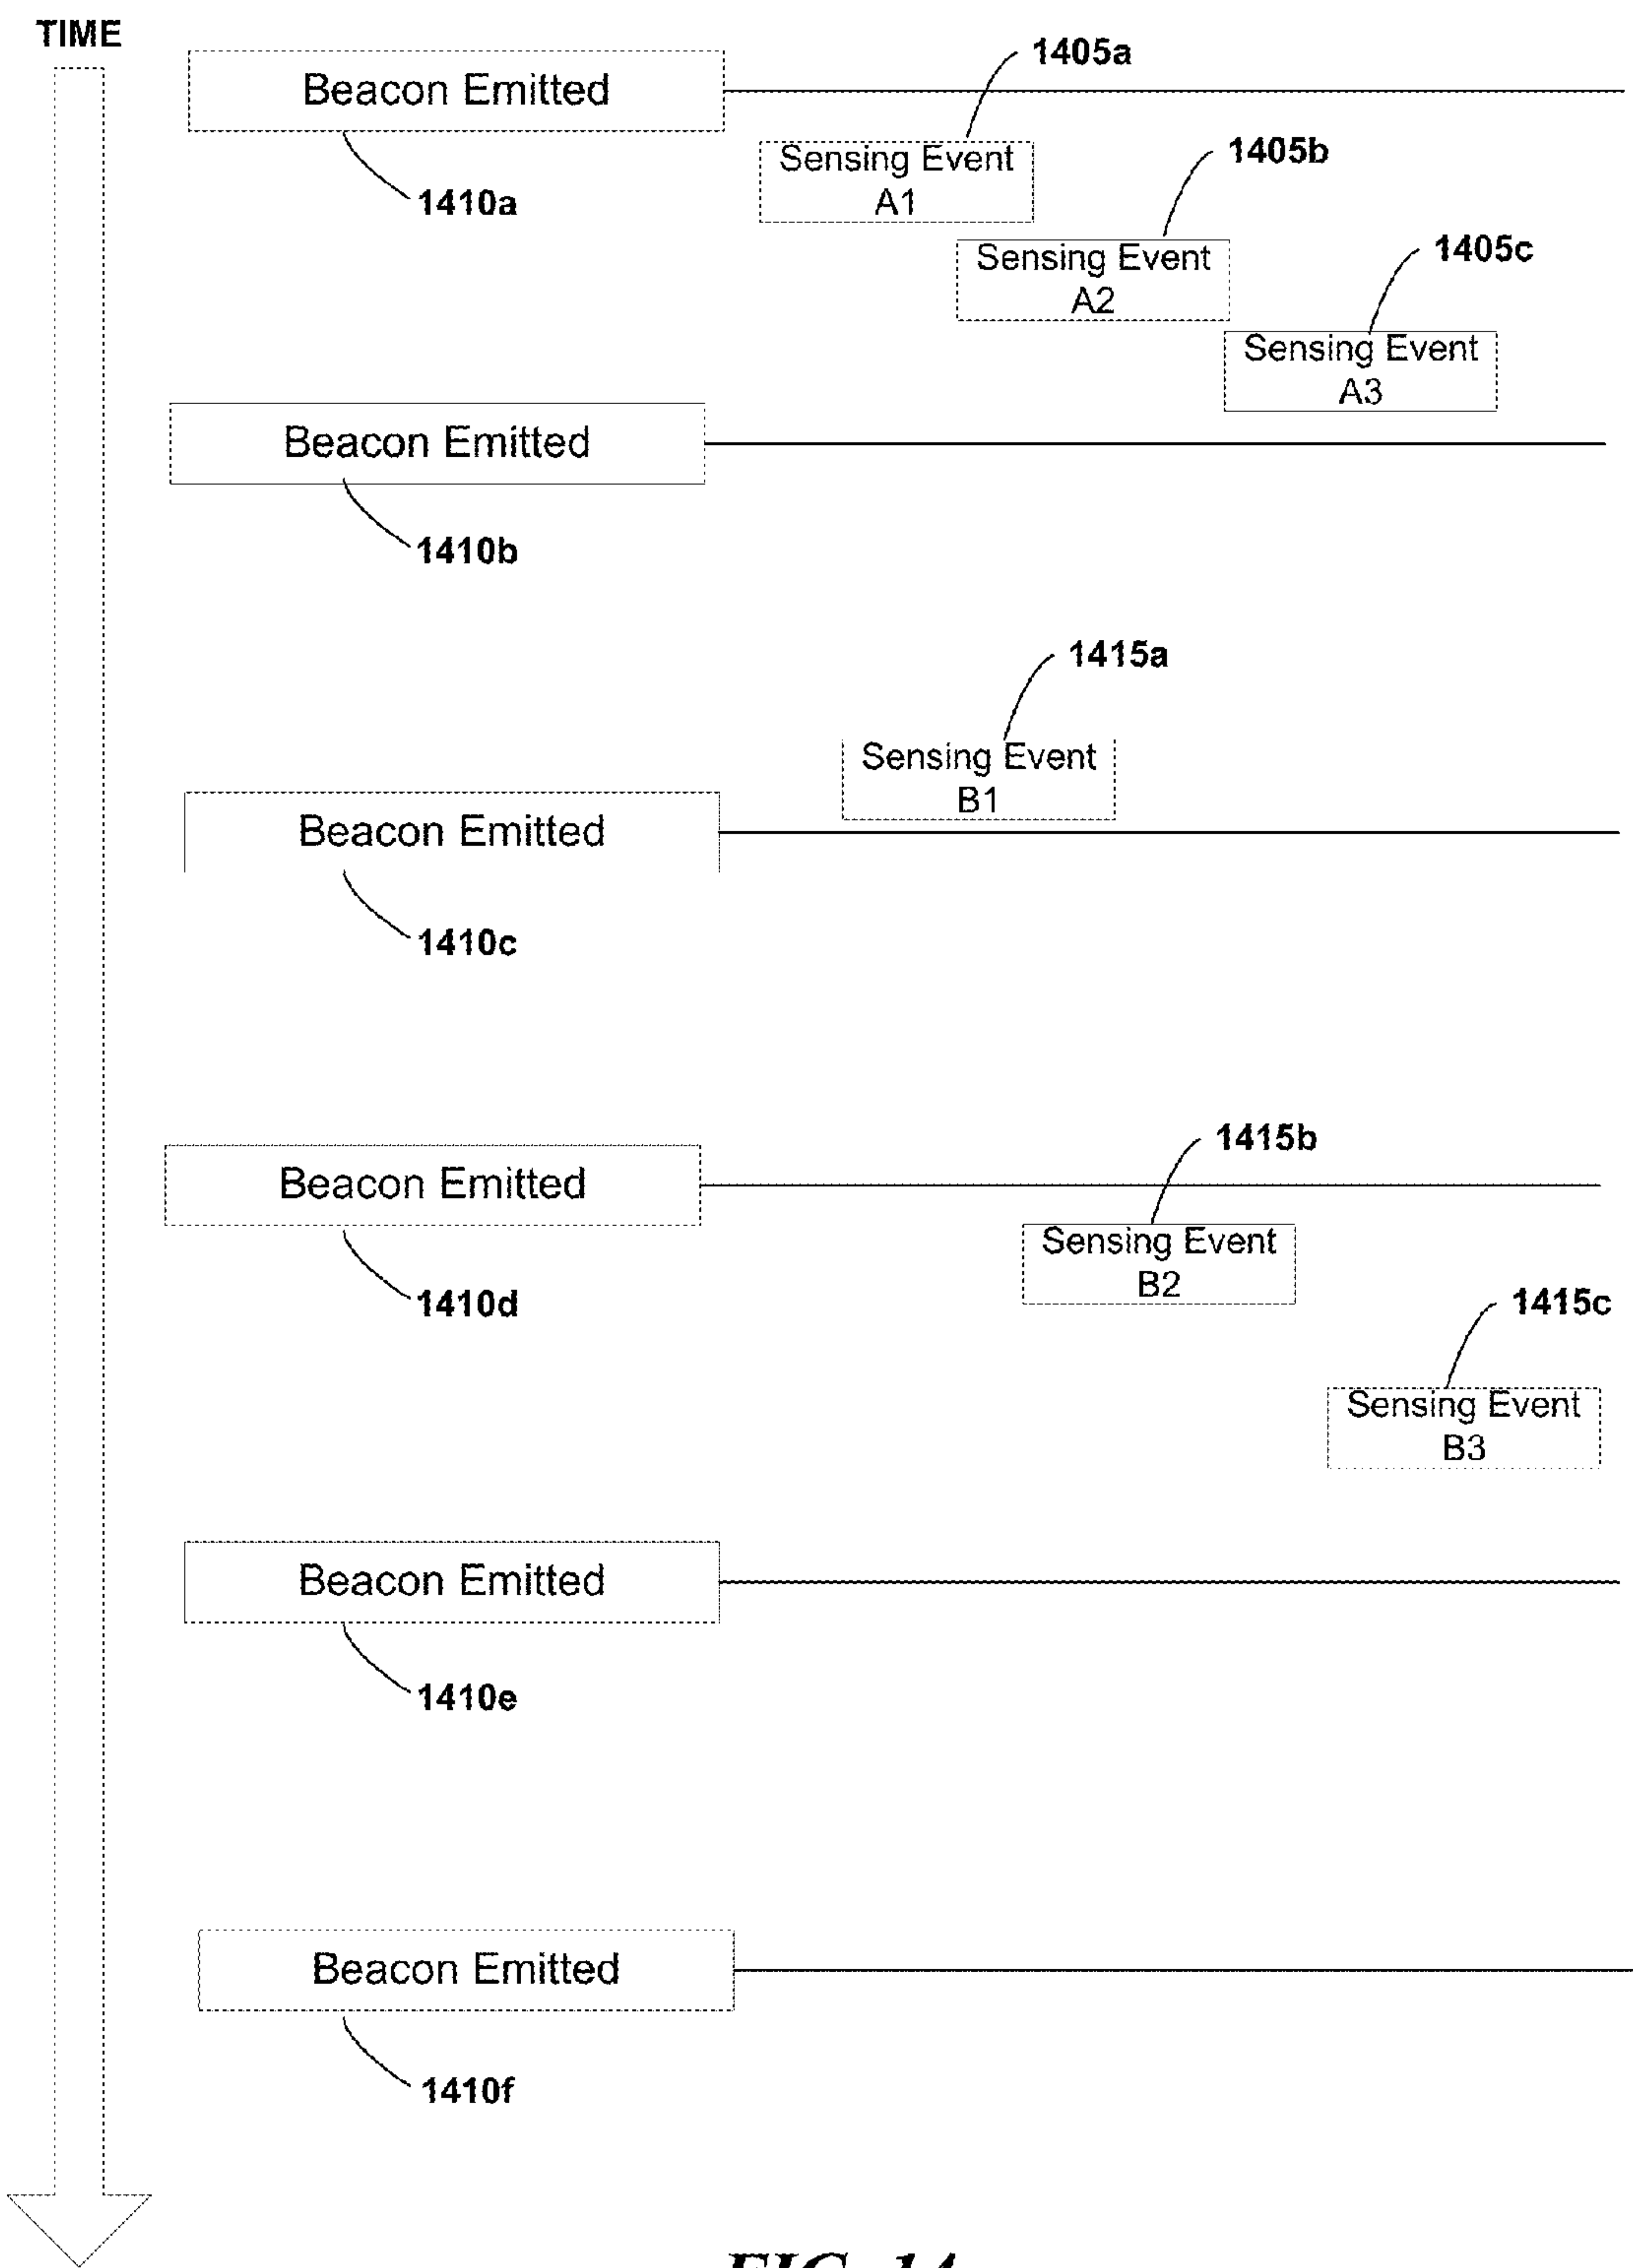 TIME
Beacon Emitted
1405a
Sensing Event
A1
1405b
1410a
Sensing Event
A2
1405c
Sensing Event
A3
Beacon Emitted
1410b
1415a
Sensing Event
B1
Beacon Emitted
1410c
1415b
Beacon Emitted
Sensing Event
B2
1410d
1415c
Sensing Event
B3
Beacon Emitted
1410e
Beacon Emitted
1410f
FIG. 14